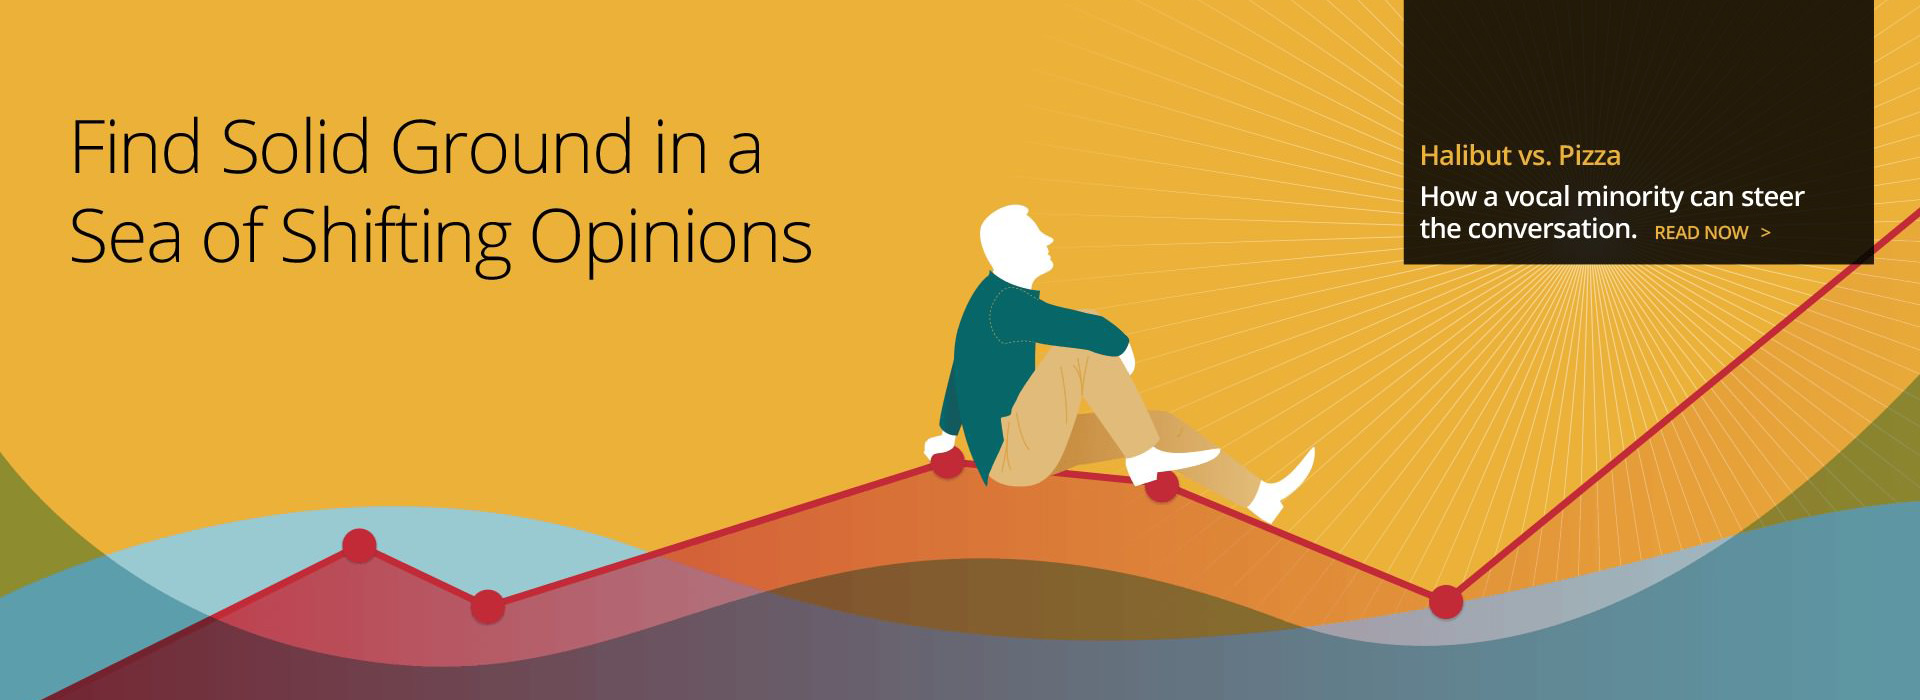 Find Solid Ground in a
Sea of Shifting Opinions
Halibut vs. Pizza
How a vocal minority can steer
the conversation. READ NOW >